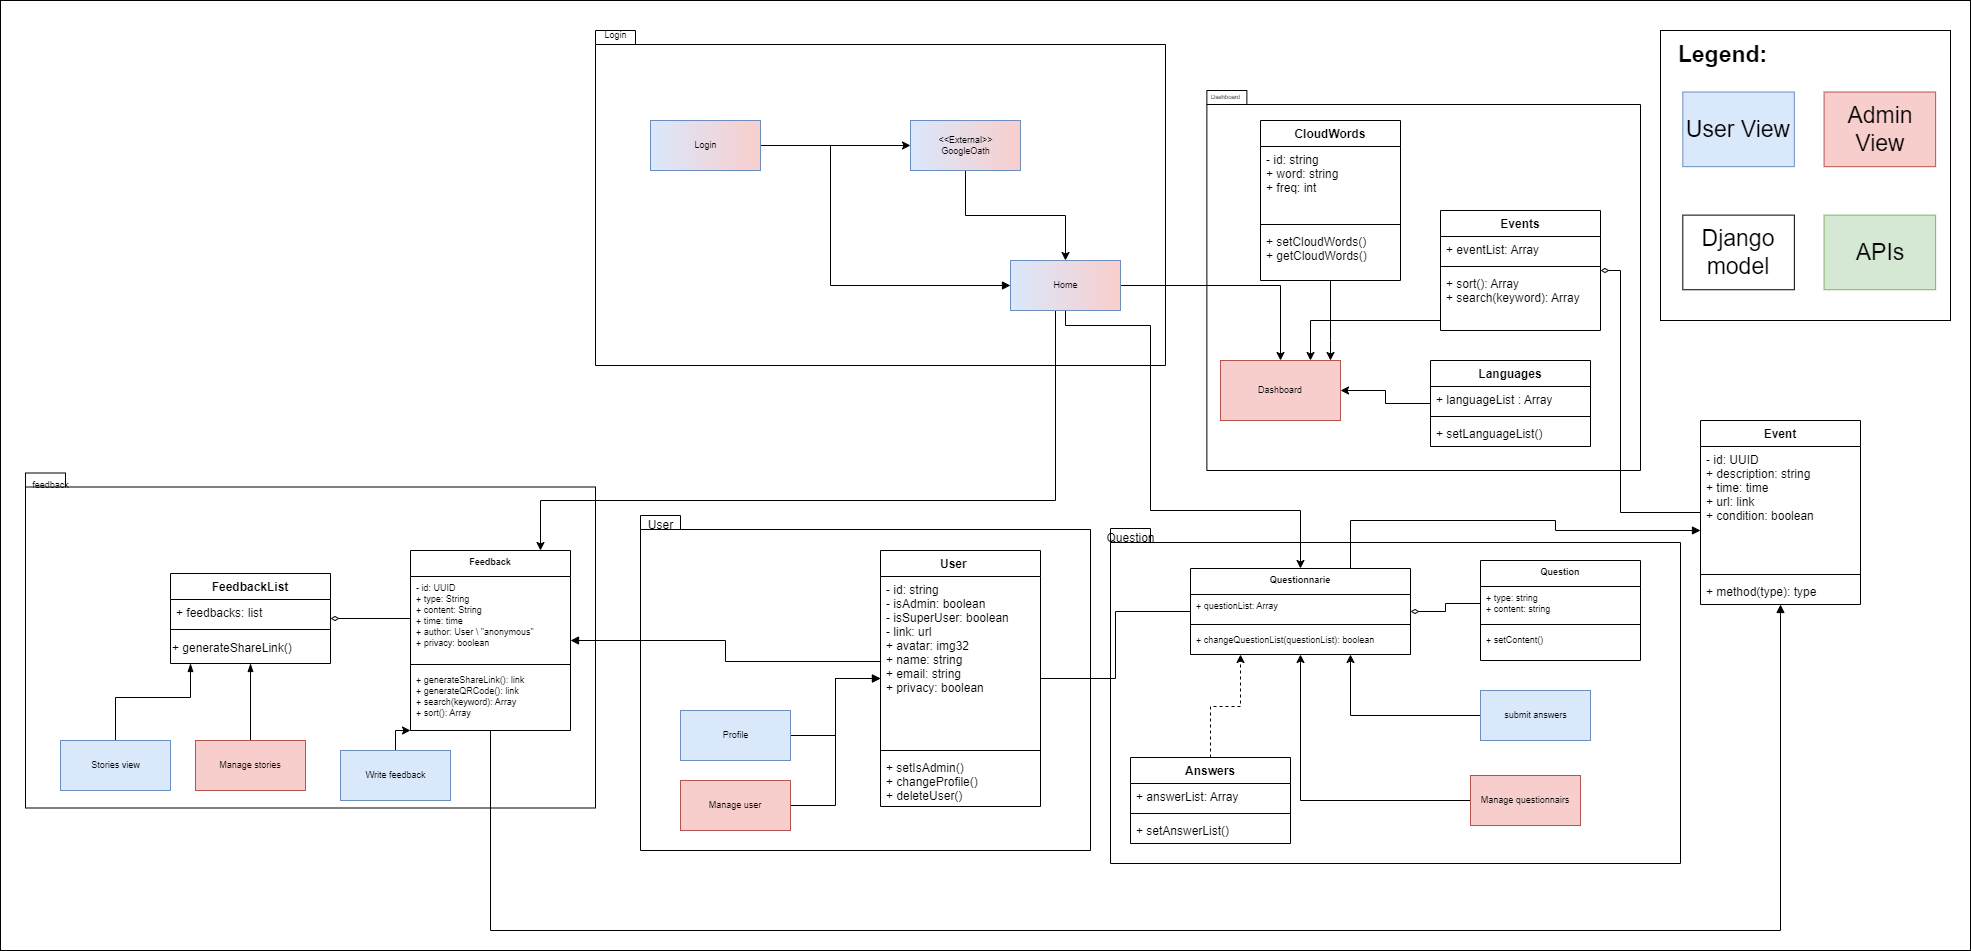 Login
Login
<<External>>
GoogleOath
Home
Dashboard
CloudWords
- id: string
+ word: string
+ freq: int
+ setCloudWords()
+ getCloudWords()
Events
+ eventList: Array
+ sort(): Array
+ search(keyword): Array
Dashboard
Languages
+ languageList : Array
+ setLanguageList()
Legend:
User View
Admin
View
Django
model
APIs
Event
- id: UUID
+ description: string
+ time: time
+ url: link
+ condition: boolean
+ method(type): type
feedback
FeedbackList
+ feedbacks: list
+ generateShareLink()
Feedback
- id: UUID
+ type: String
+ content: String
+ time: time
+ author: User \ "anonymous"
+ privacy: boolean
+ generateShareLink(): link
+ generateQRCode(): link
+ search(keyword): Array
+ sort(): Array
Stories view
Manage stories
Write feedback
User
User
- id: string
- isAdmin: boolean
- isSuperUser: boolean
- link: url
+ avatar: img32
+ name: string
+ email: string
+ privacy: boolean
+ setIsAdmin()
+ changeProfile()
+ deleteUser()
Profile
Manage user
Question
Questionnarie
+ questionList: Array
+ changeQuestionList(questionList): boolean
Question
+ type: string
+ content: string
+ setContent()
submit answers
Manage questionnairs
Answers
+ answerList: Array
+ setAnswerList()